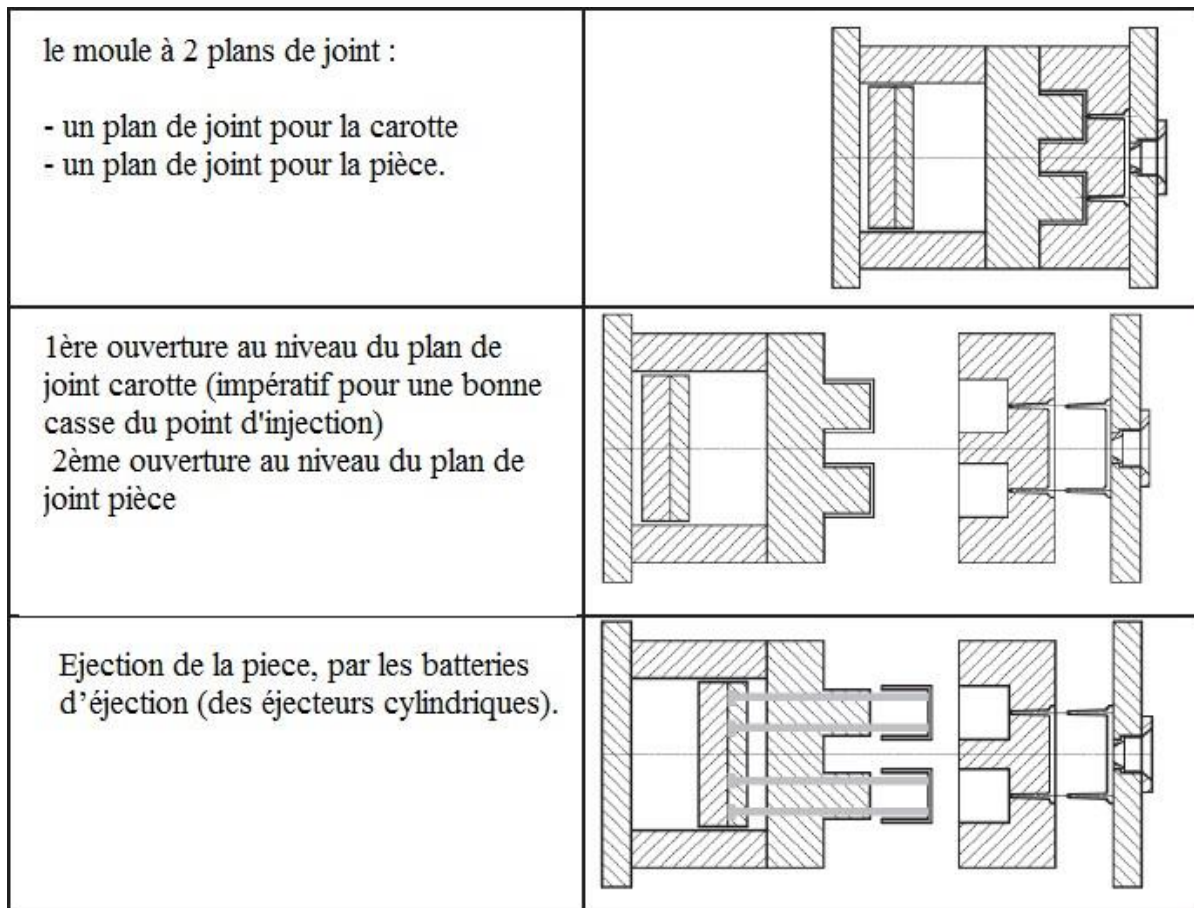 le moule à 2 plans de joint :
- un plan de joint pour la carotte
- un plan de joint pour la pièce.
1ère ouverture au niveau du plan de
joint carotte (impératif pour une bonne
casse du point d'injection)
2ème ouverture au niveau du plan de
joint pièce
Ejection de la piece, par les batteries
d’éjection (des éjecteurs cylindriques).